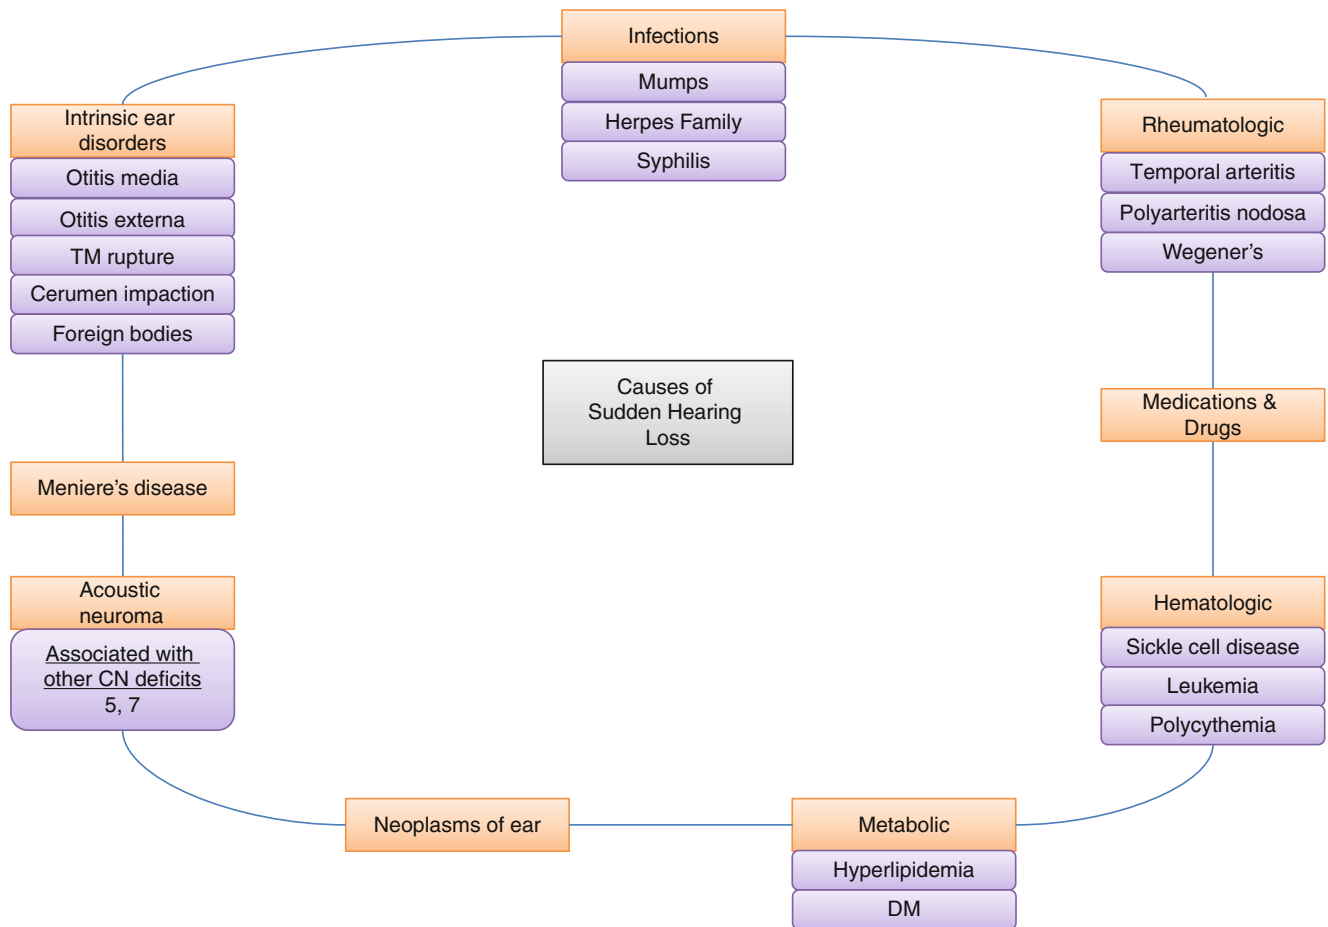 Infections
Mumps
Herpes Family
Syphilis
Intrinsic ear
disorders
Otitis media
Otitis externa
TM rupture
Cerumen impaction
Foreign bodies
Rheumatologic
Temporal arteritis
Polyarteritis nodosa
Wegener’s
Causes of
Sudden Hearing
Loss
Medications &
Drugs
Meniere’s disease
Acoustic
neuroma
Associated with
other CN deficits
5, 7
Hematologic
Sickle cell disease
Leukemia
Polycythemia
Neoplasms of ear
Metabolic
Hyperlipidemia
DM